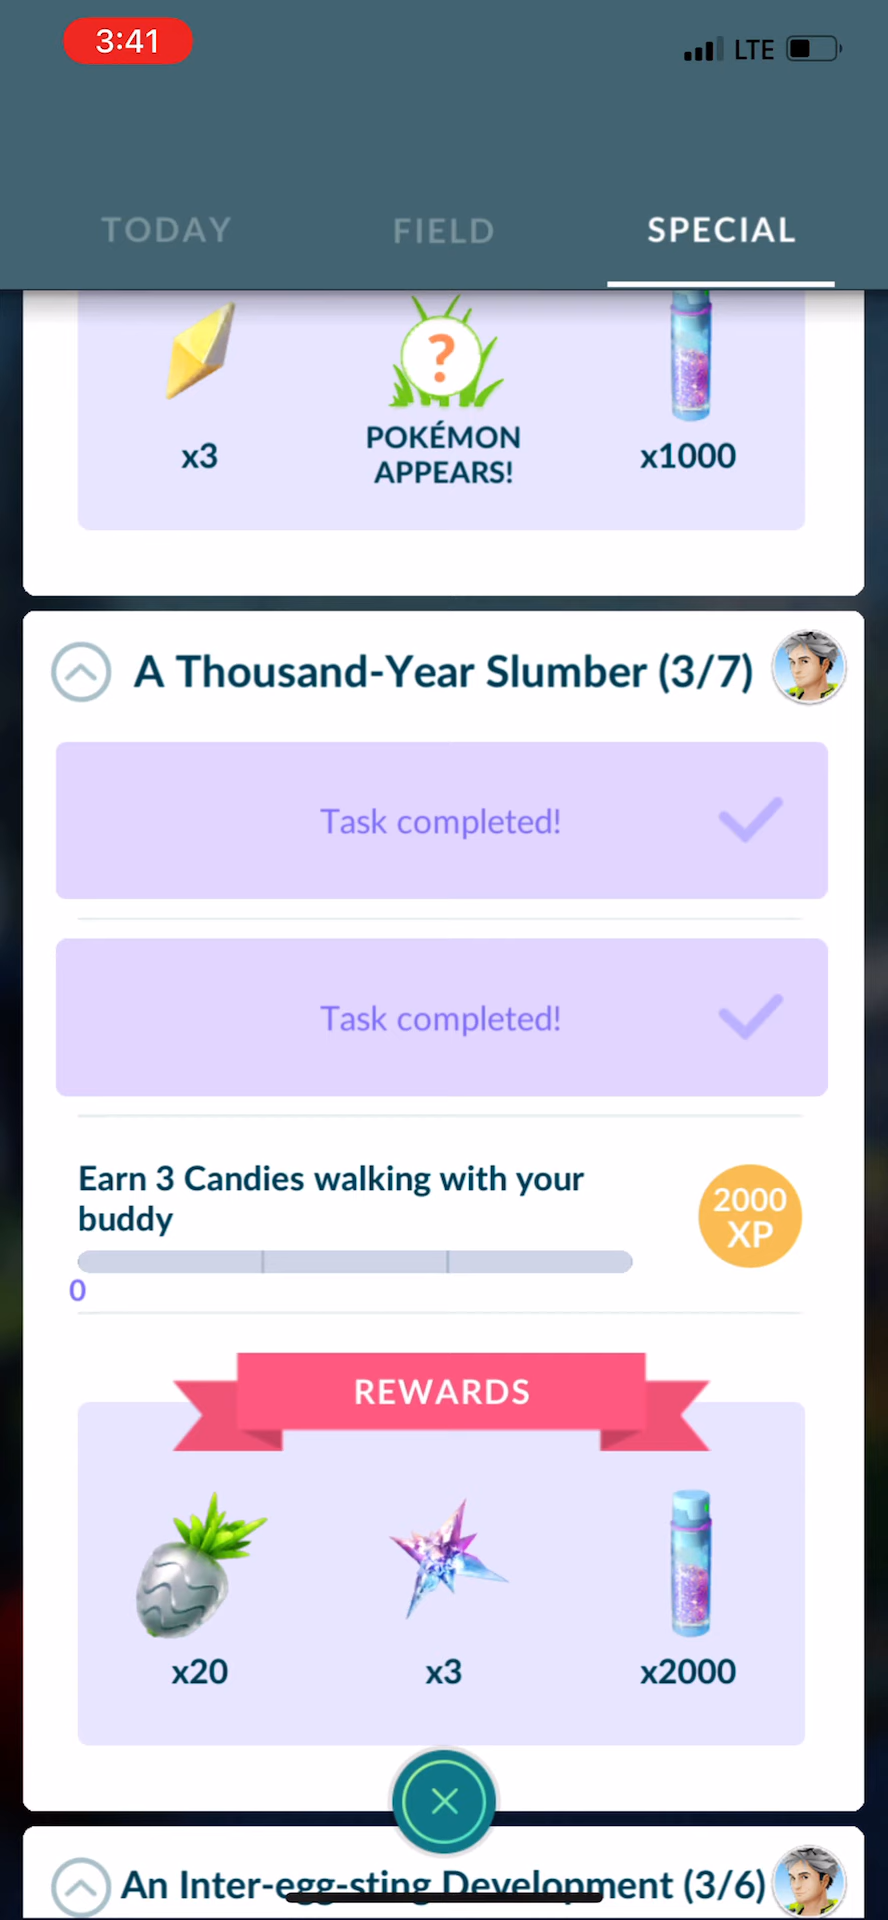 3:41
LTE
TODAY FIELD SPECIAL
?
x3
POKÉMON
APPEARS!
x1000
A Thousand-Year Slumber (3/7)
Task completed!
Task completed!
Earn 3 Candies walking with your
buddy
2000
XP
0
REWARDS
x20 x3 x2000
An Inter-egg-sting Development (3/6)